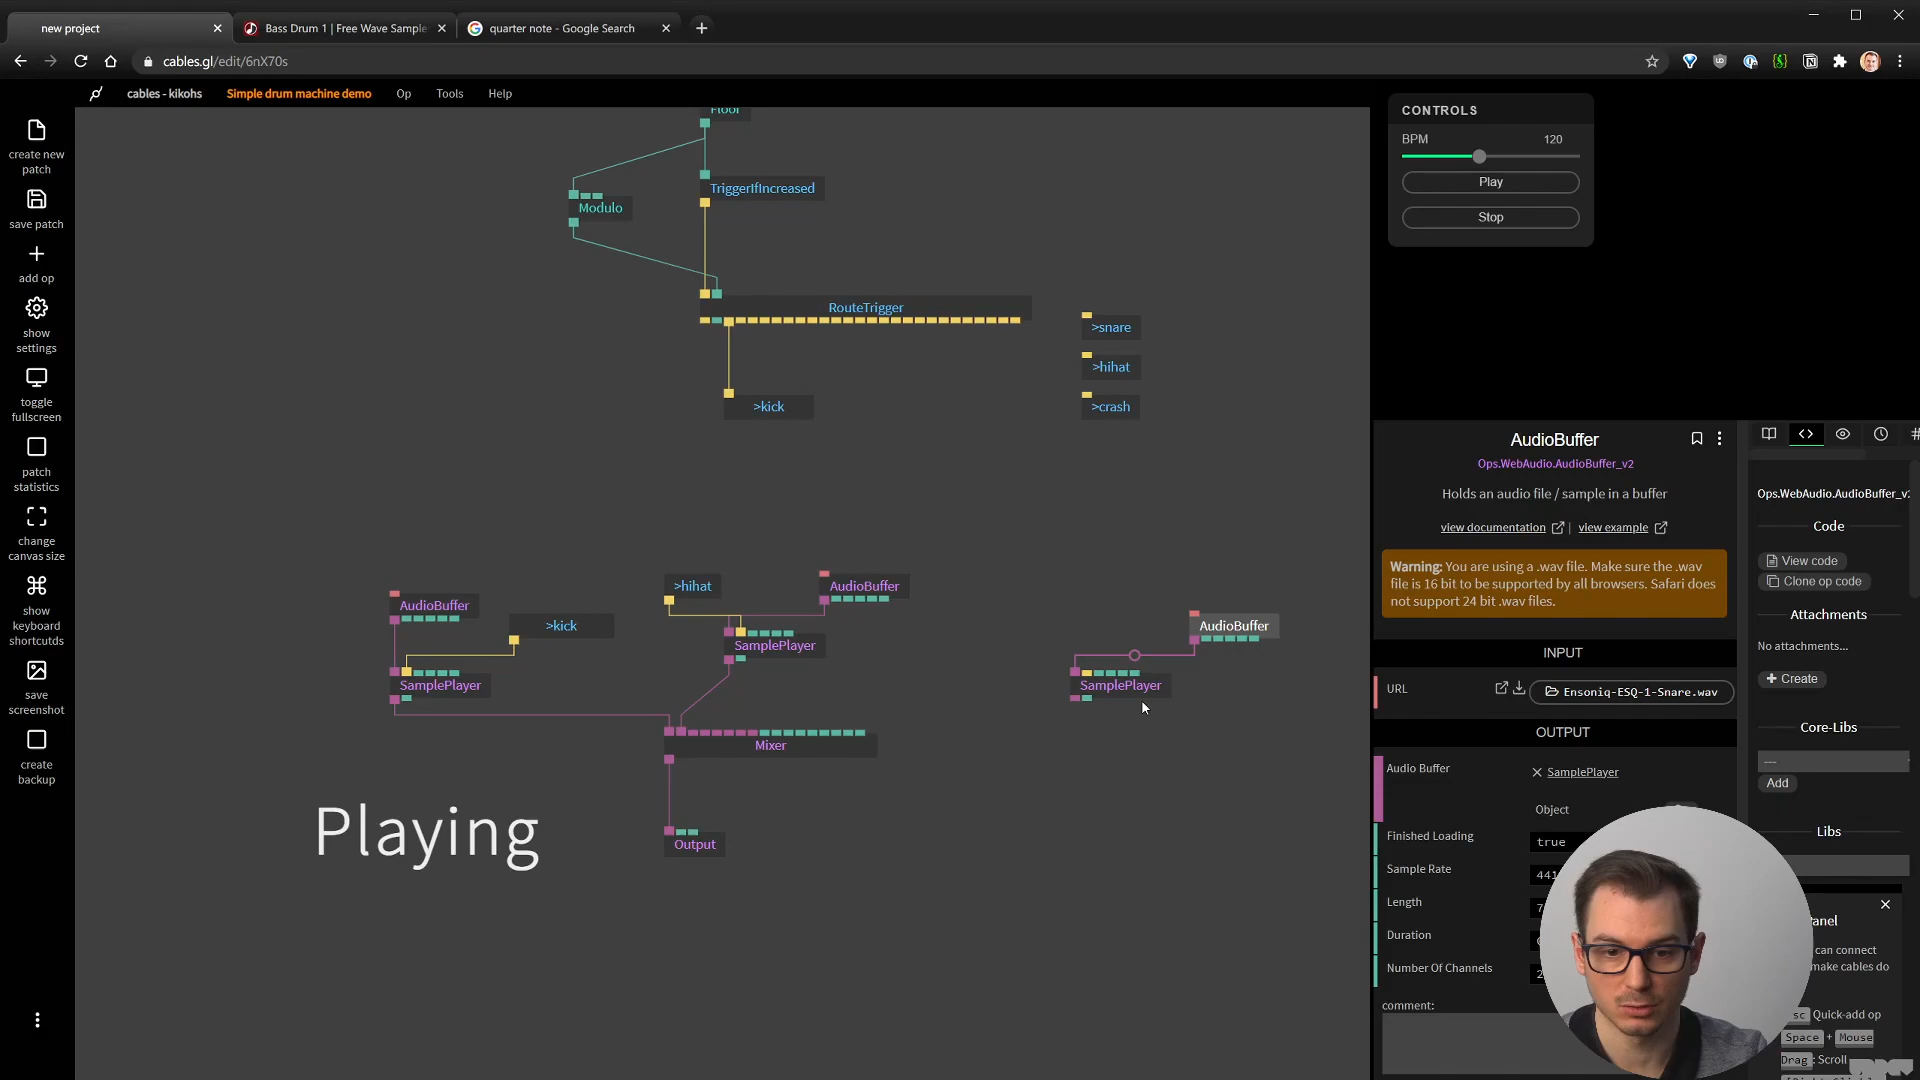 new project
Bass Drum 1 | Free Wave Sample
quarter note - Google Search
cables.gl/edit/6nX70s
cables - kikohs
Simple drum machine demo
Op
Tools
Help
create new
patch
save patch
add op
show
settings
toggle
fullscreen
patch
statistics
change
canvas size
show
keyboard
shortcuts
save
screenshot
create
backup
Floor
TriggerIfIncreased
Modulo
RouteTrigger
>kick
>snare
>hihat
>crash
AudioBuffer
>kick
SamplePlayer
>hihat
AudioBuffer
SamplePlayer
Mixer
Output
AudioBuffer
SamplePlayer
Playing
CONTROLS
BPM 120
Play
Stop
AudioBuffer
Ops.WebAudio.AudioBuffer_v2
Holds an audio file / sample in a buffer
view documentation | view example
Warning: You are using a .wav file. Make sure the .wav
file is 16 bit to be supported by all browsers. Safari does
not support 24 bit .wav files.
INPUT
URL Ensoniq-ESQ-1-Snare.wav
OUTPUT
Audio Buffer SamplePlayer
Object
Finished Loading true
Sample Rate 441
Length 7
Duration
Number Of Channels 2
comment:
Ops.WebAudio.AudioBuffer_v
Code
View code
Clone op code
Attachments
No attachments...
+ Create
Core-Libs
---
Add
Libs
anel
can connect
make cables do
sc Quick-add op
Space + Mouse
Drag : Scroll